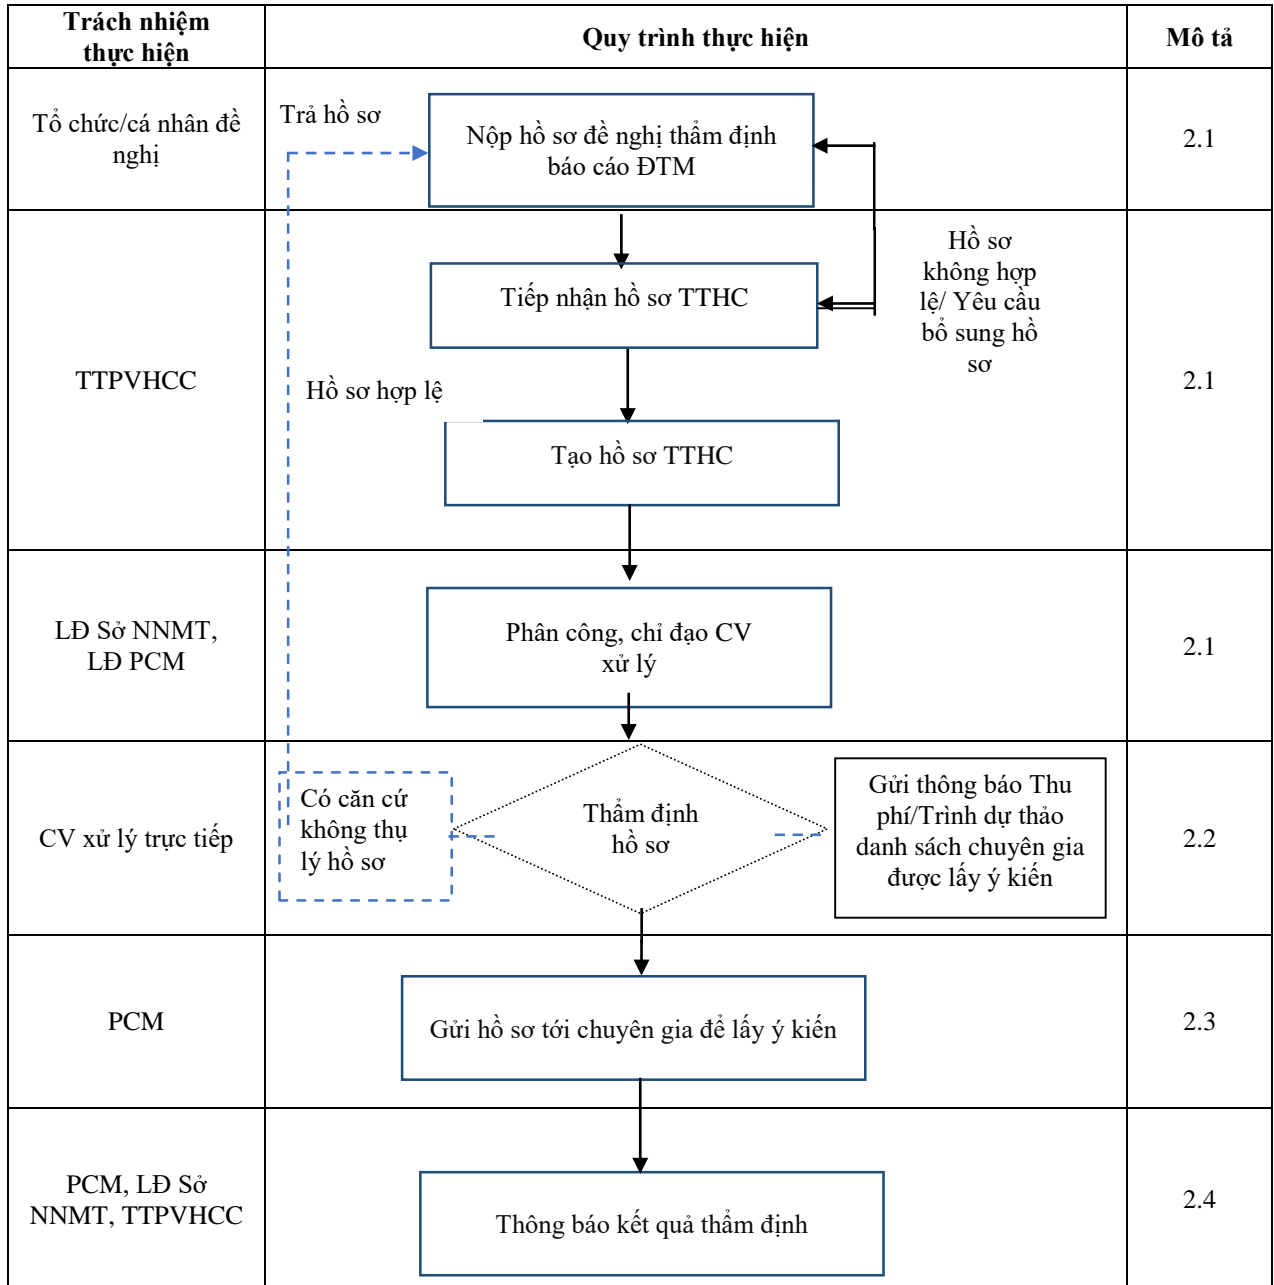 Trách nhiệm
thực hiện
Quy trình thực hiện
Mô tả
Tổ chức/cá nhân đề
nghị
Trả hồ sơ
Nộp hồ sơ đề nghị thẩm định
báo cáo ĐTM
2.1
TTPVHCC
Tiếp nhận hồ sơ TTHC
Hồ sơ
không hợp
lệ/ Yêu cầu
bổ sung hồ
sơ
Hồ sơ hợp lệ
Tạo hồ sơ TTHC
2.1
LĐ Sở NNMT,
LĐ PCM
Phân công, chỉ đạo CV
xử lý
2.1
CV xử lý trực tiếp
Có căn cứ
không thụ
lý hồ sơ
Thẩm định
hồ sơ
Gửi thông báo Thu
phí/Trình dự thảo
danh sách chuyên gia
được lấy ý kiến
2.2
PCM
Gửi hồ sơ tới chuyên gia để lấy ý kiến
2.3
PCM, LĐ Sở
NNMT, TTPVHCC
Thông báo kết quả thẩm định
2.4